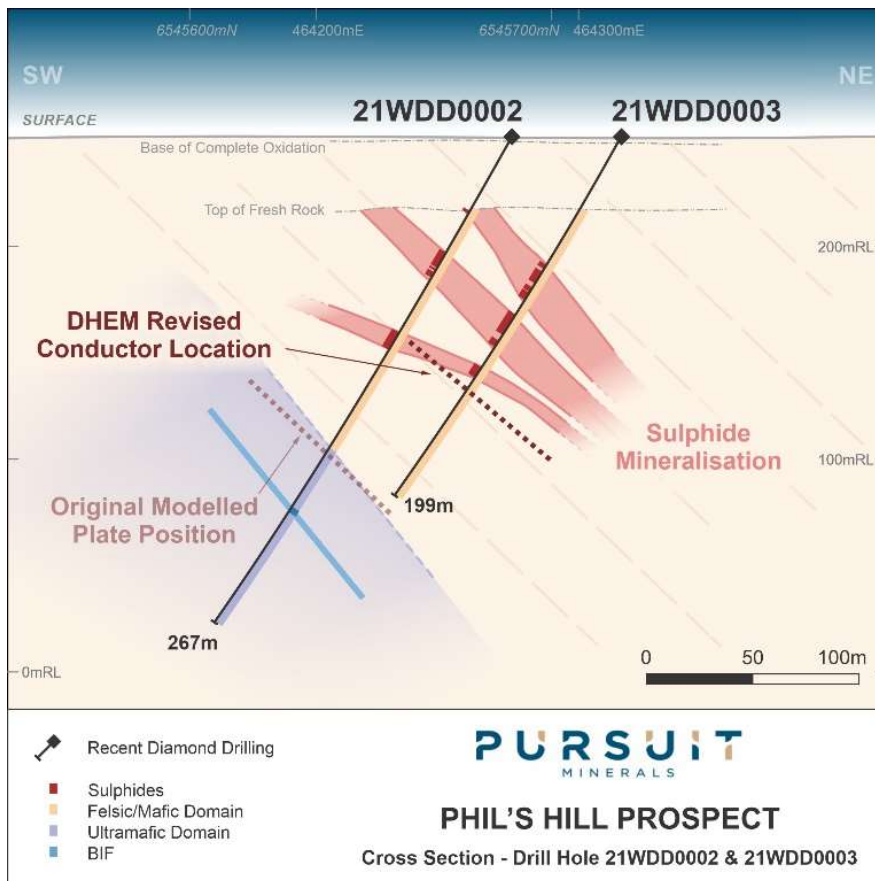 6545600mN 464200mE 6545700mN 464300mE
SW NE
21WDD0002 21WDD0003
SURFACE
Base of Complete Oxidation
Top of Fresh Rock
200mRL
DHEM Revised
Conductor Location
Sulphide
Mineralisation
100mRL
Original Modelled
Plate Position
199m
267m
0mRL
0 50 100m
Recent Diamond Drilling
Sulphides
Felsic/Mafic Domain
Ultramafic Domain
BIF
PURSUIT
MINERALS
PHIL'S HILL PROSPECT
Cross Section - Drill Hole 21WDD0002 & 21WDD0003